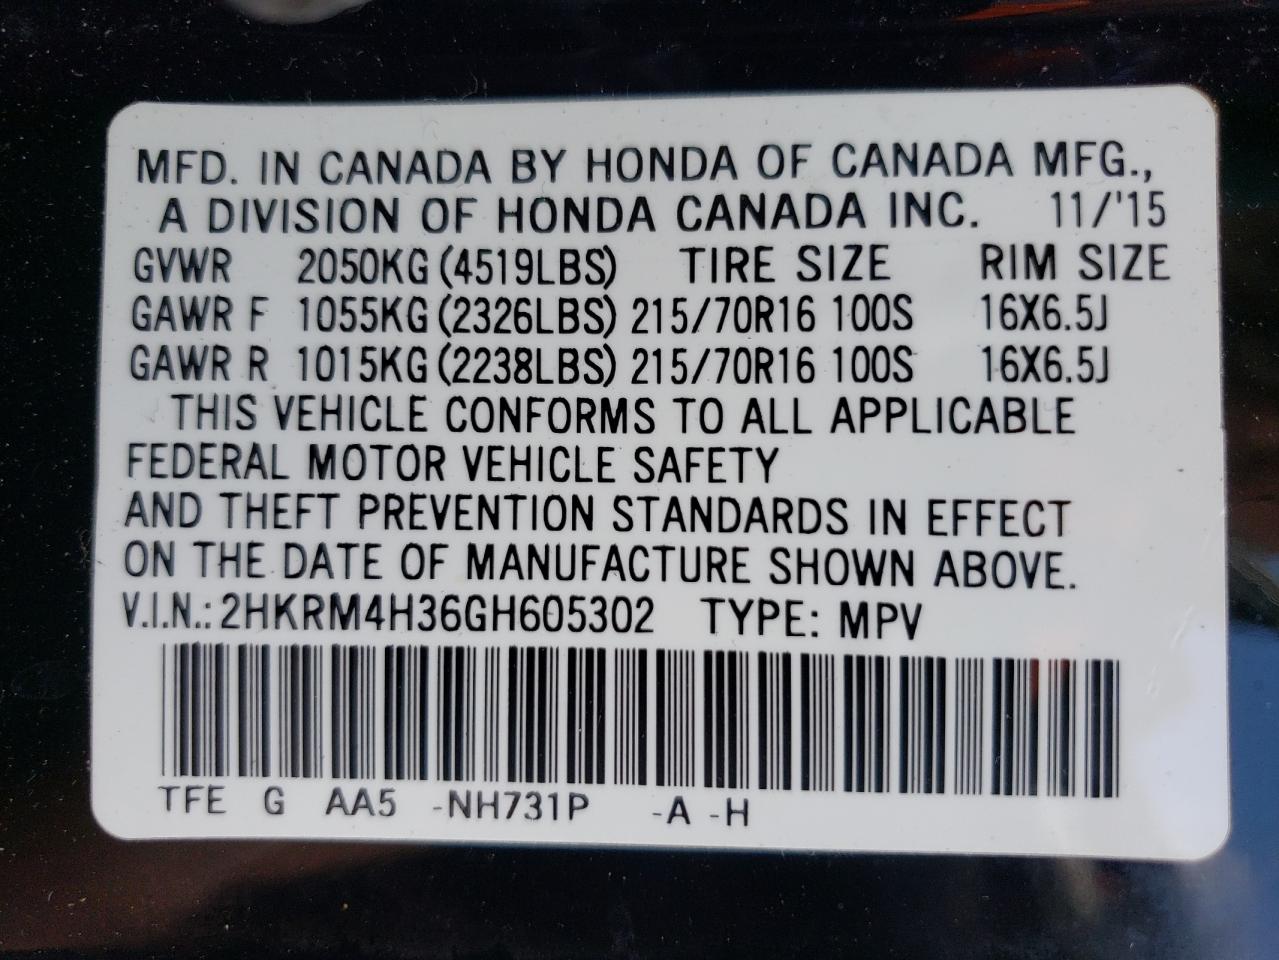 MFD. IN CANADA BY HONDA OF CANADA MFG.,
A DIVISION OF HONDA CANADA INC. 11/'15
GVWR 2050KG (4519LBS) TIRE SIZE RIM SIZE
GAWR F 1055KG (2326LBS) 215/70R16 100S 16X6.5J
GAWR R 1015KG (2238LBS) 215/70R16 100S 16X6.5J
THIS VEHICLE CONFORMS TO ALL APPLICABLE
FEDERAL MOTOR VEHICLE SAFETY
AND THEFT PREVENTION STANDARDS IN EFFECT
ON THE DATE OF MANUFACTURE SHOWN ABOVE.
V.I.N.: 2HKRM4H36GH605302 TYPE: MPV
TFE G AA5 -NH731P -A -H